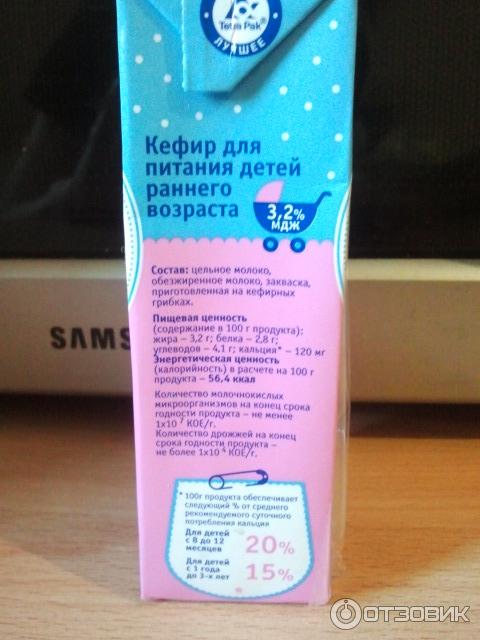 Tetra Pak
ЛУЧШЕЕ
Кефир для
питания детей
раннего
возраста
3,2%
МДЖ
Состав: цельное молоко,
обезжиренное молоко, закваска,
приготовленная на кефирных
грибках.
Пищевая ценность
(содержание в 100 г продукта):
жира – 3,2 г; белка – 2,8 г;
углеводов – 4,1 г; кальция* – 120 мг
Энергетическая ценность
(калорийность) в расчете на 100 г
продукта – 56,4 ккал
Количество молочнокислых
микроорганизмов на конец срока
годности продукта – не менее
1х10 7 КОЕ/г.
Количество дрожжей на конец
срока годности продукта –
не более 1х10 4 КОЕ/г.
* 100г продукта обеспечивает
следующий % от среднего
рекомендуемого суточного
потребления кальция
Для детей
с 8 до 12
месяцев
20%
Для детей
с 1 года
до 3-х лет
15%
SAMS
ОТЗОВИК